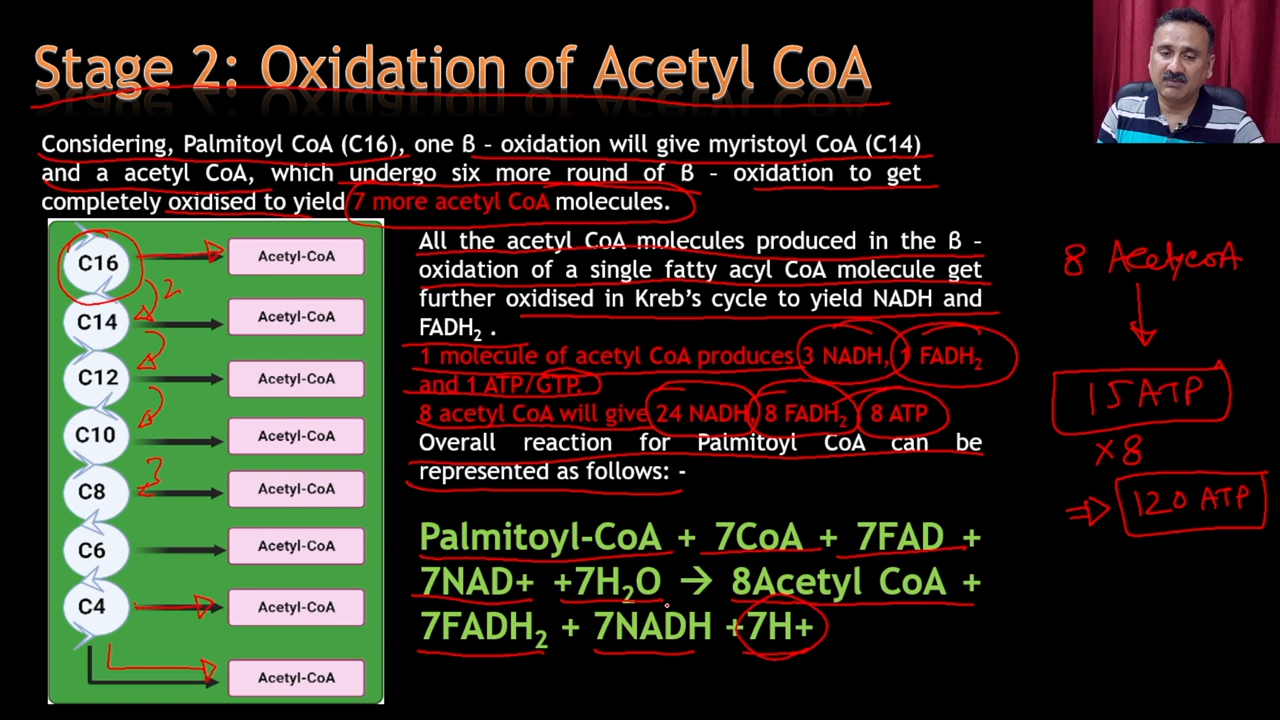 Stage 2: Oxidation of Acetyl CoA
Considering, Palmitoyl CoA (C16), one ß – oxidation will give myristoyl CoA (C14)
and a acetyl CoA, which undergo six more round of ß – oxidation to get
completely oxidised to yield 7 more acetyl CoA molecules.
C16 Acetyl-CoA
2
C14 Acetyl-CoA
C12 Acetyl-CoA
C10 Acetyl-CoA
C8 Acetyl-CoA
C6 Acetyl-CoA
C4 Acetyl-CoA
Acetyl-CoA
All the acetyl CoA molecules produced in the ß –
oxidation of a single fatty acyl CoA molecule get
further oxidised in Kreb's cycle to yield NADH and
FADH₂ .
1 molecule of acetyl CoA produces 3 NADH, 1 FADH₂
and 1 ATP/GTP.
8 acetyl CoA will give 24 NADH, 8 FADH₂, 8 ATP
Overall reaction for Palmitoyl CoA can be
represented as follows: -
Palmitoyl-CoA + 7CoA + 7FAD +
7NAD+ +7H₂O → 8Acetyl CoA +
7FADH₂ + 7NADH +7H+
8 AcetycoA
15 ATP
×8
⇒ 120 ATP